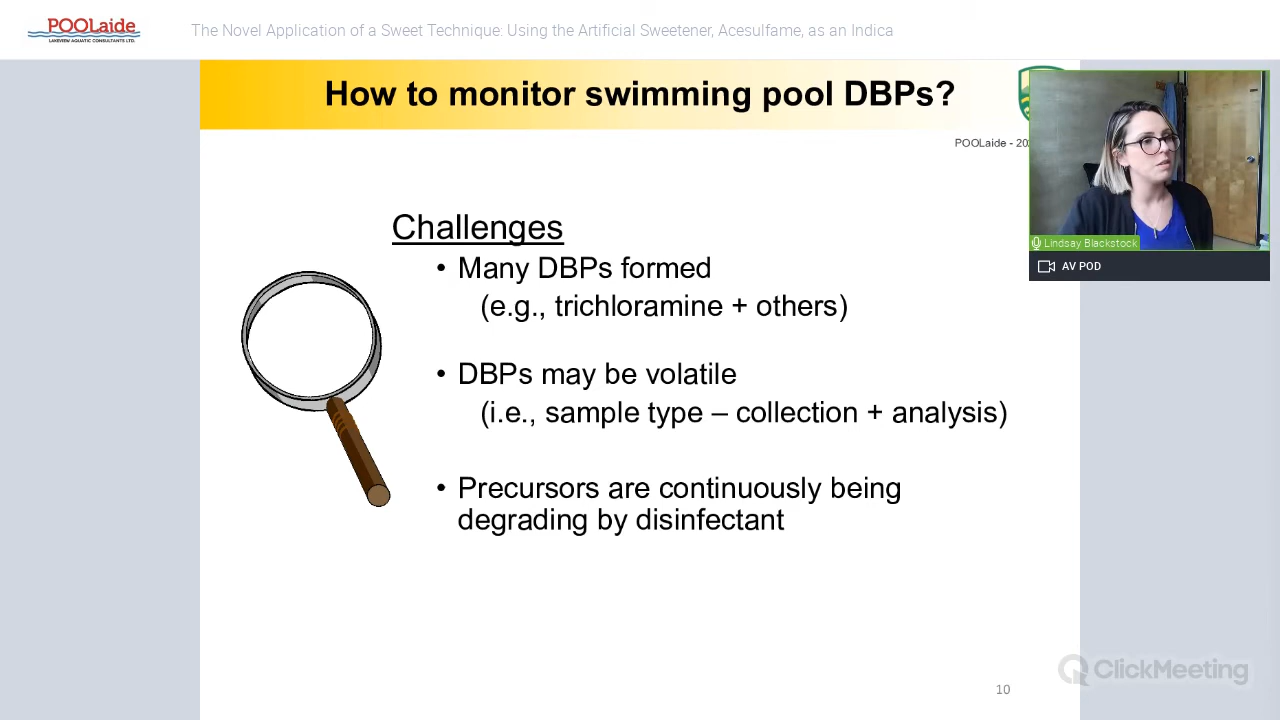 POOLaide
LAKEVIEW AQUATIC CONSULTANTS LTD.
The Novel Application of a Sweet Technique: Using the Artificial Sweetener, Acesulfame, as an Indica
How to monitor swimming pool DBPs?
POOLaide - 20
Lindsay Blackstock
AV POD
Challenges
• Many DBPs formed
(e.g., trichloramine + others)
• DBPs may be volatile
(i.e., sample type – collection + analysis)
• Precursors are continuously being
degrading by disinfectant
ClickMeeting
10